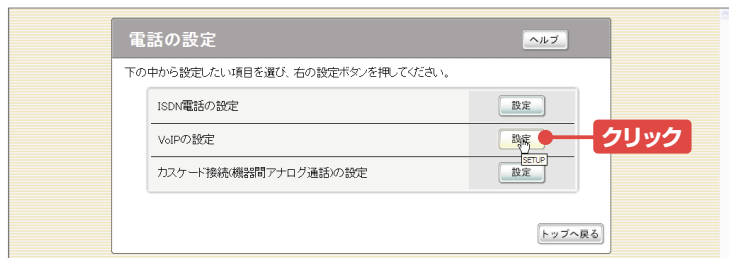 電話の設定
ヘルプ
下の中から設定したい項目を選び、右の設定ボタンを押してください。
ISDN電話の設定
設定
VoIPの設定
設定
クリック
SETUP
カスケード接続(機器間アナログ通話)の設定
設定
トップへ戻る